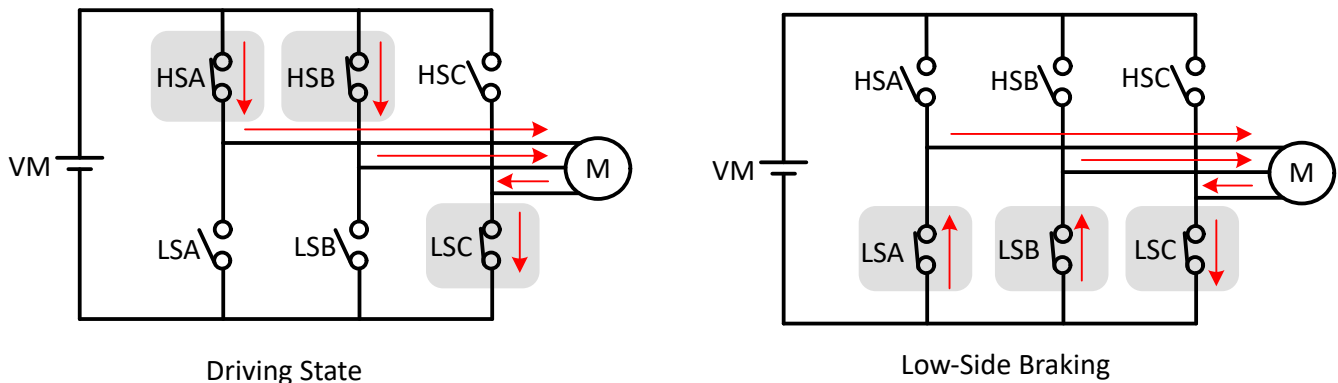 HSA HSB HSC
VM M
LSA LSB LSC
Driving State
HSA HSB HSC
VM M
LSA LSB LSC
Low-Side Braking